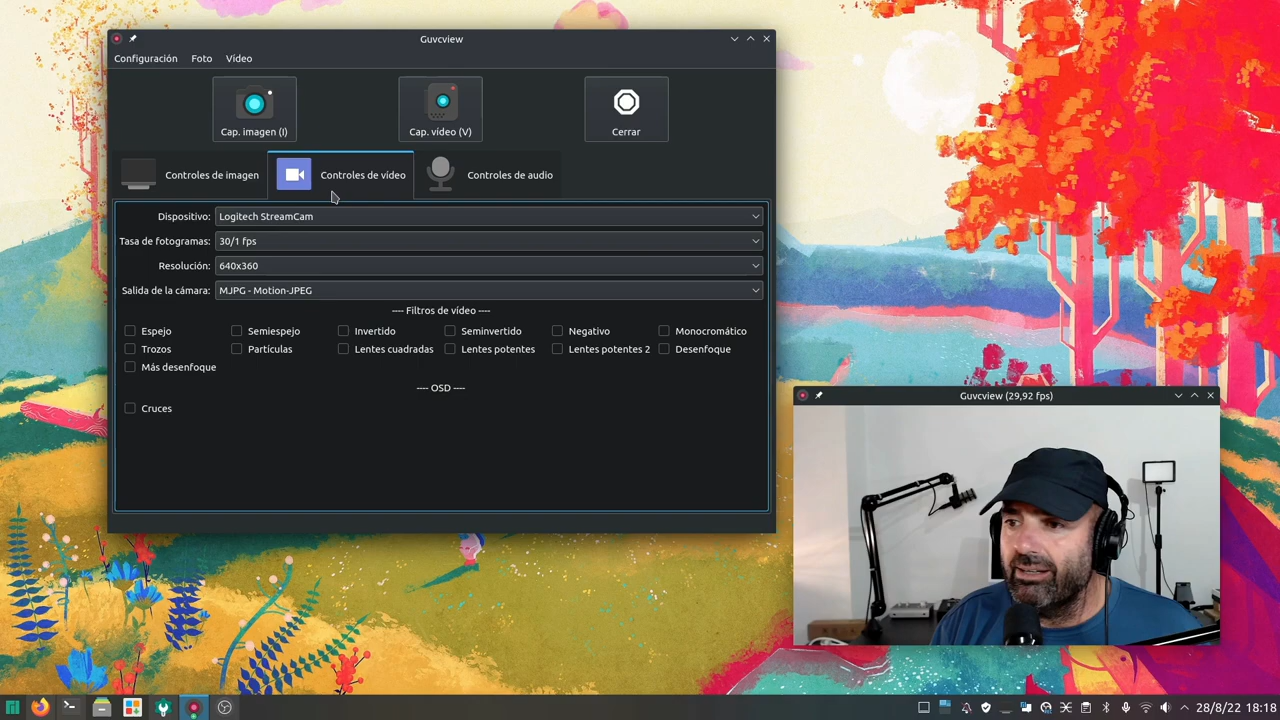 Guvcview
Configuración Foto Vídeo
Cap. imagen (I) Cap. vídeo (V) Cerrar
Controles de imagen Controles de vídeo Controles de audio
Dispositivo: Logitech StreamCam
Tasa de fotogramas: 30/1 fps
Resolución: 640x360
Salida de la cámara: MJPG - Motion-JPEG
---- Filtros de vídeo ----
Espejo Semiespejo Invertido Seminvertido Negativo Monocromático
Trozos Partículas Lentes cuadradas Lentes potentes Lentes potentes 2 Desenfoque
Más desenfoque
---- OSD ----
Cruces
Guvcview (29,92 fps)
28/8/22 18:18